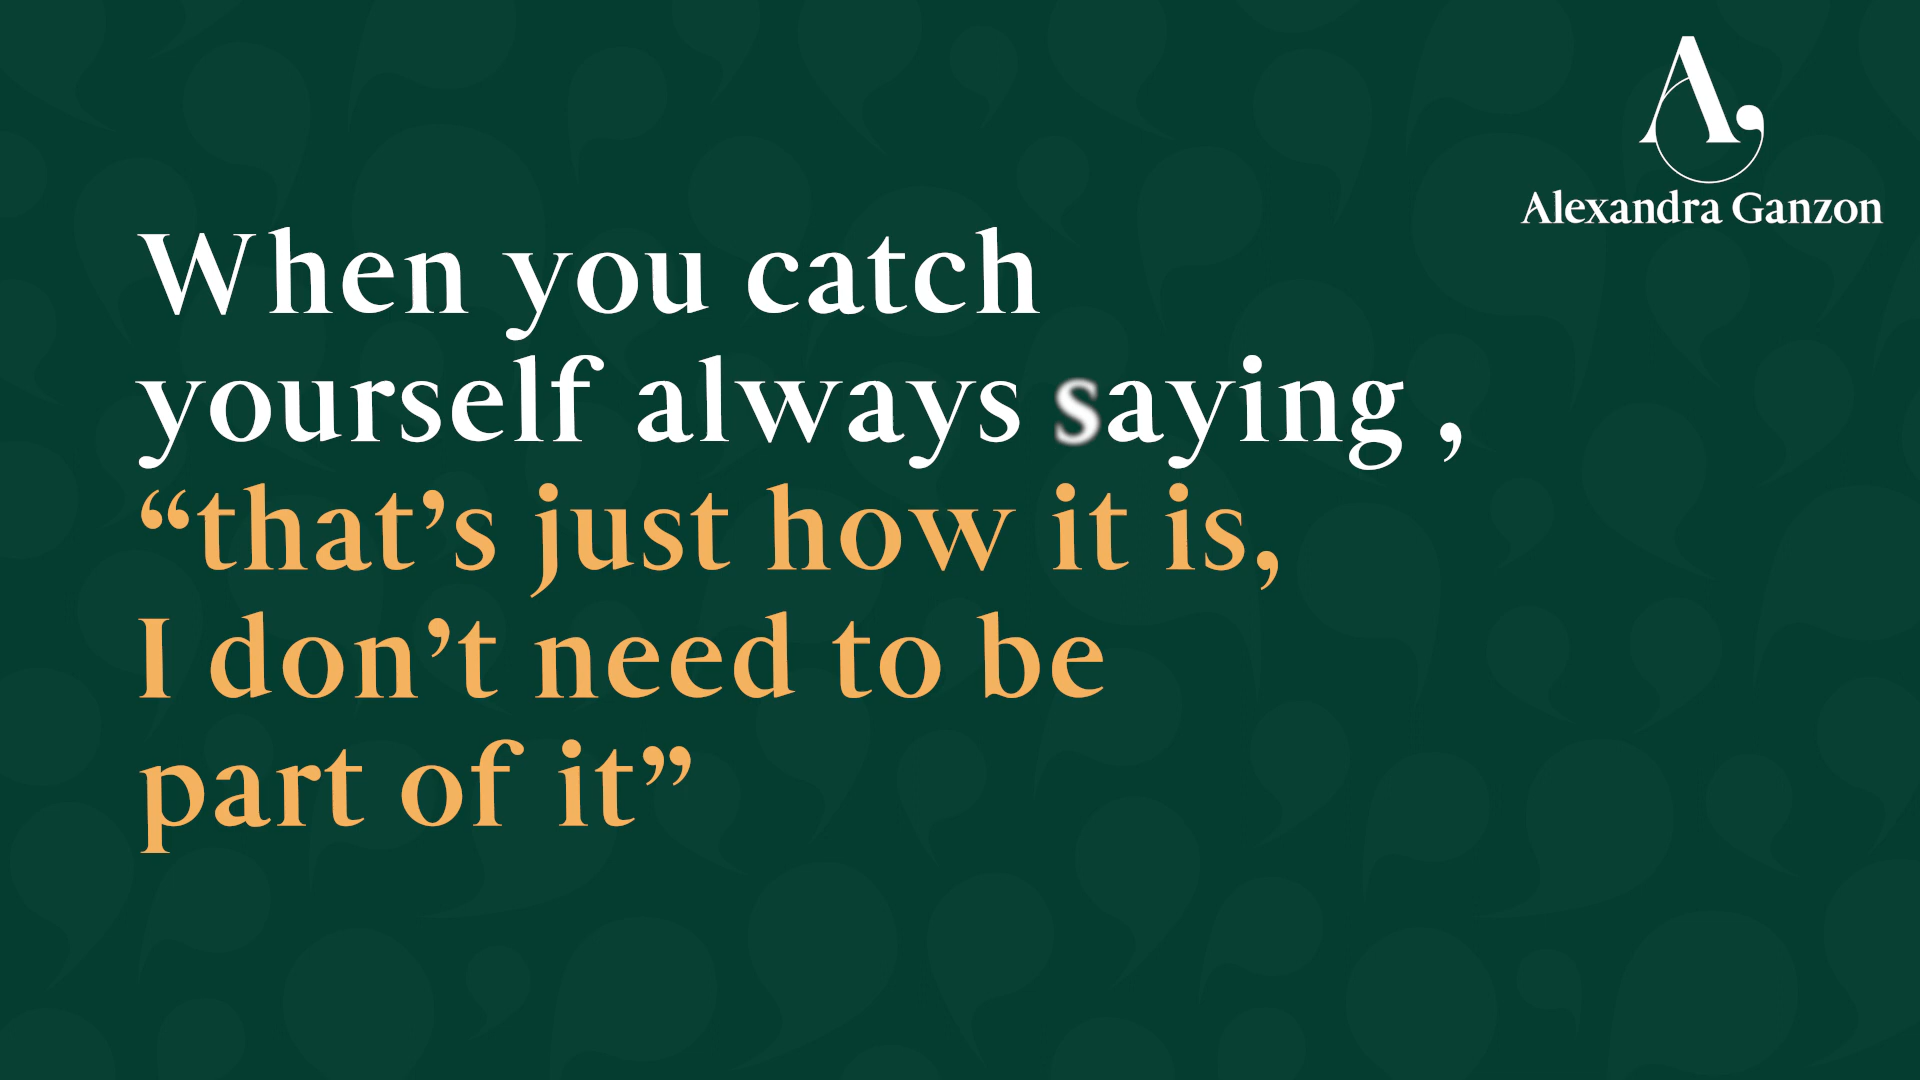 A,
Alexandra Ganzon
When you catch
yourself always saying ,
“that’s just how it is,
I don’t need to be
part of it”